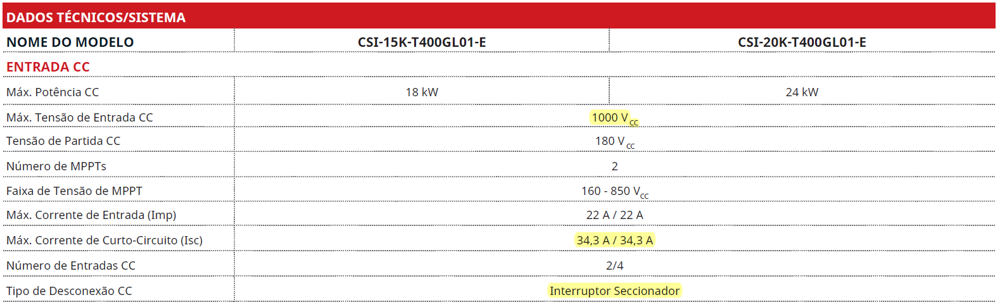 DADOS TÉCNICOS/SISTEMA
NOME DO MODELO CSI-15K-T400GL01-E CSI-20K-T400GL01-E
ENTRADA CC
Máx. Potência CC 18 kW 24 kW
Máx. Tensão de Entrada CC 1000 VCC
Tensão de Partida CC 180 VCC
Número de MPPTs 2
Faixa de Tensão de MPPT 160 - 850 VCC
Máx. Corrente de Entrada (Imp) 22 A / 22 A
Máx. Corrente de Curto-Circuito (Isc) 34,3 A / 34,3 A
Número de Entradas CC 2/4
Tipo de Desconexão CC Interruptor Seccionador